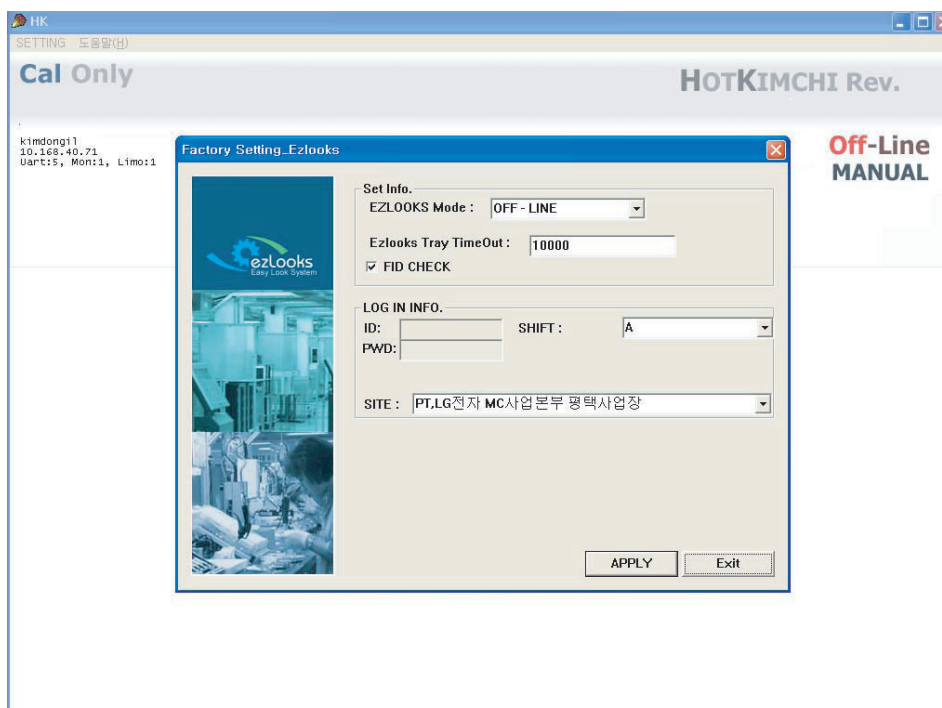 HK
SETTING 도움말(H)
Cal Only
HOTKIMCHI Rev.
kimdongil
10.168.40.71
Uart:5, Mon:1, Limo:1
Off-Line
MANUAL
Factory Setting_Ezlooks
ezLooks
Easy Look System
Set Info.
EZLOOKS Mode : OFF - LINE
Ezlooks Tray TimeOut : 10000
FID CHECK
LOG IN INFO.
ID: SHIFT : A
PWD:
SITE : PT,LG전자 MC사업본부 평택사업장
APPLY Exit